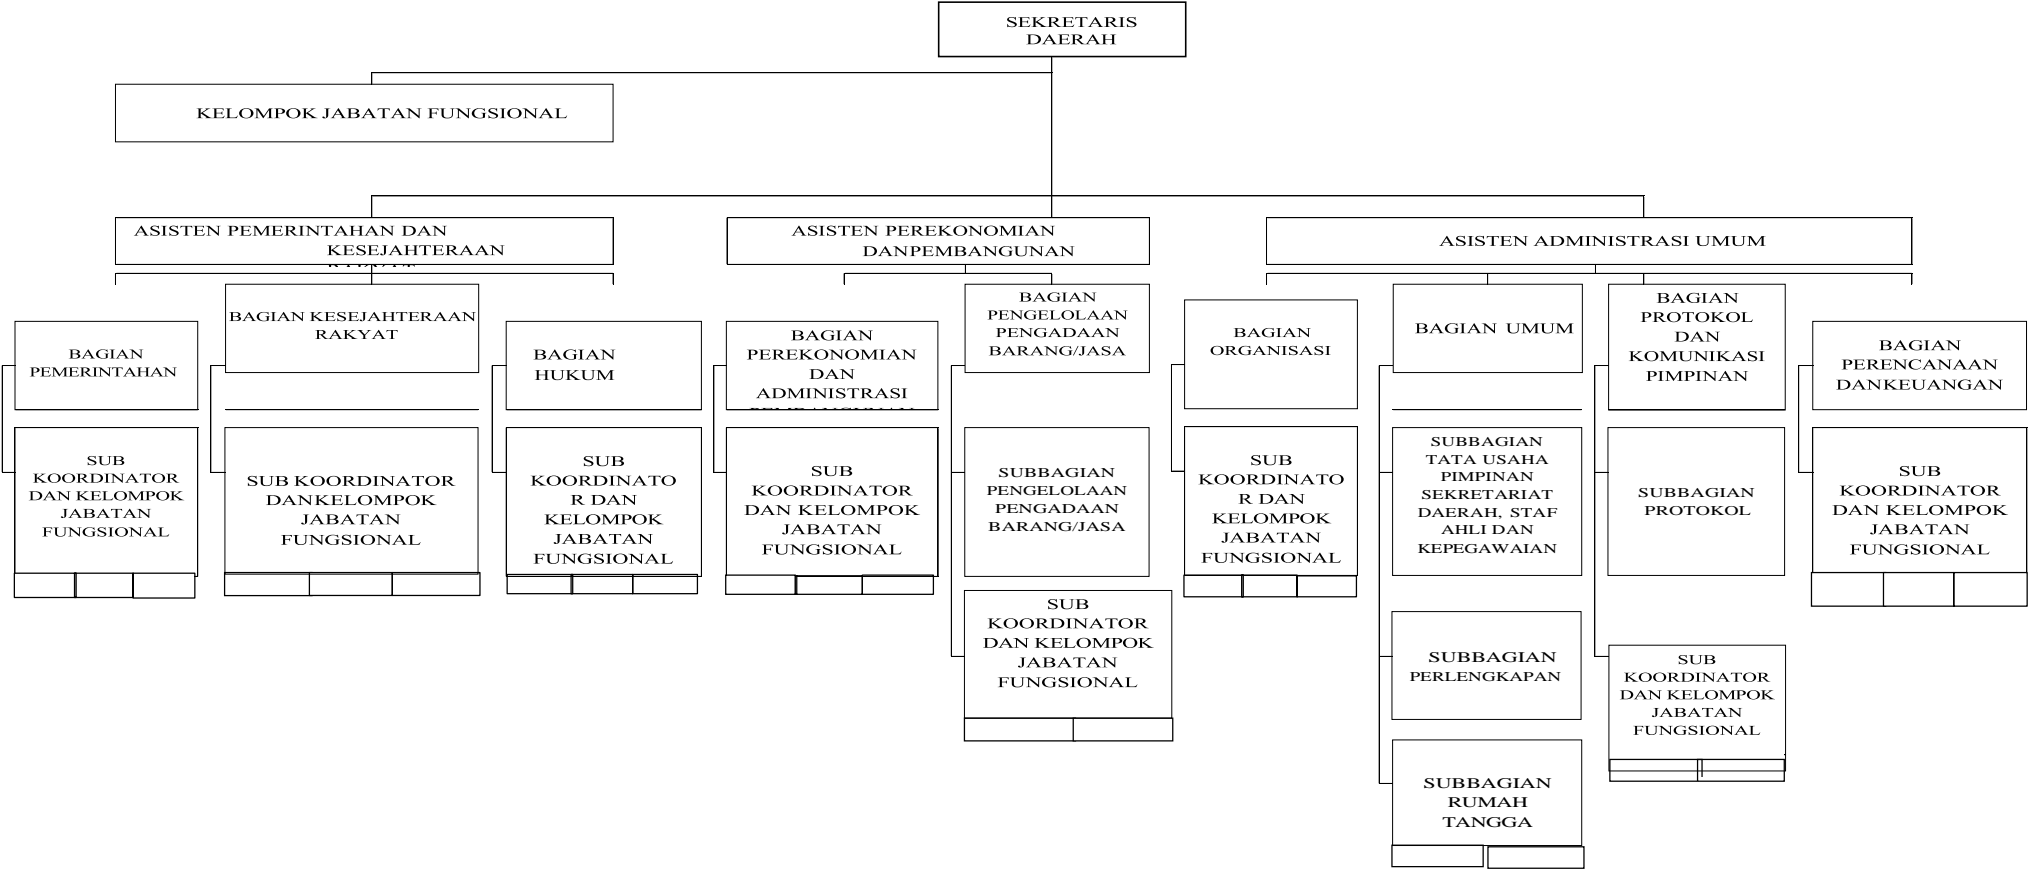 SEKRETARIS
DAERAH
KELOMPOK JABATAN FUNGSIONAL
ASISTEN PEMERINTAHAN DAN
KESEJAHTERAAN
ASISTEN PEREKONOMIAN
DANPEMBANGUNAN
ASISTEN ADMINISTRASI UMUM
BAGIAN
PEMERINTAHAN
BAGIAN KESEJAHTERAAN
RAKYAT
BAGIAN
HUKUM
BAGIAN
PEREKONOMIAN
DAN
ADMINISTRASI
BAGIAN
PENGELOLAAN
PENGADAAN
BARANG/JASA
BAGIAN
ORGANISASI
BAGIAN UMUM
BAGIAN
PROTOKOL
DAN
KOMUNIKASI
PIMPINAN
BAGIAN
PERENCANAAN
DANKEUANGAN
SUB
KOORDINATOR
DAN KELOMPOK
JABATAN
FUNGSIONAL
SUB KOORDINATOR
DANKELOMPOK
JABATAN
FUNGSIONAL
SUB
KOORDINATO
R DAN
KELOMPOK
JABATAN
FUNGSIONAL
SUB
KOORDINATOR
DAN KELOMPOK
JABATAN
FUNGSIONAL
SUBBAGIAN
PENGELOLAAN
PENGADAAN
BARANG/JASA
SUB
KOORDINATO
R DAN
KELOMPOK
JABATAN
FUNGSIONAL
SUBBAGIAN
TATA USAHA
PIMPINAN
SEKRETARIAT
DAERAH, STAF
AHLI DAN
KEPEGAWAIAN
SUBBAGIAN
PROTOKOL
SUB
KOORDINATOR
DAN KELOMPOK
JABATAN
FUNGSIONAL
SUB
KOORDINATOR
DAN KELOMPOK
JABATAN
FUNGSIONAL
SUBBAGIAN
PERLENGKAPAN
SUB
KOORDINATOR
DAN KELOMPOK
JABATAN
FUNGSIONAL
SUBBAGIAN
RUMAH
TANGGA